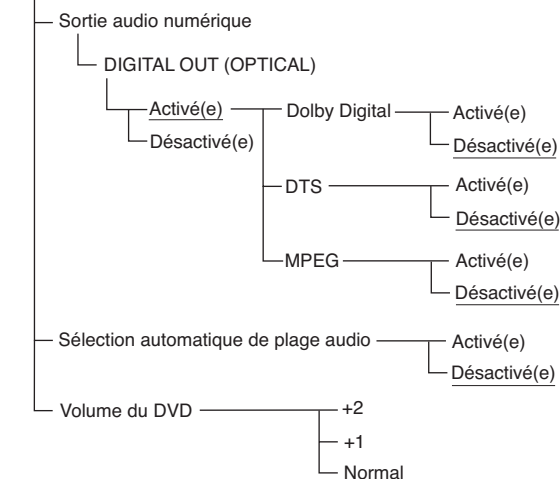 Sortie audio numérique
DIGITAL OUT (OPTICAL)
Activé(e) Dolby Digital Activé(e)
Désactivé(e) Désactivé(e)
DTS Activé(e)
Désactivé(e)
MPEG Activé(e)
Désactivé(e)
Sélection automatique de plage audio Activé(e)
Désactivé(e)
Volume du DVD +2
+1
Normal